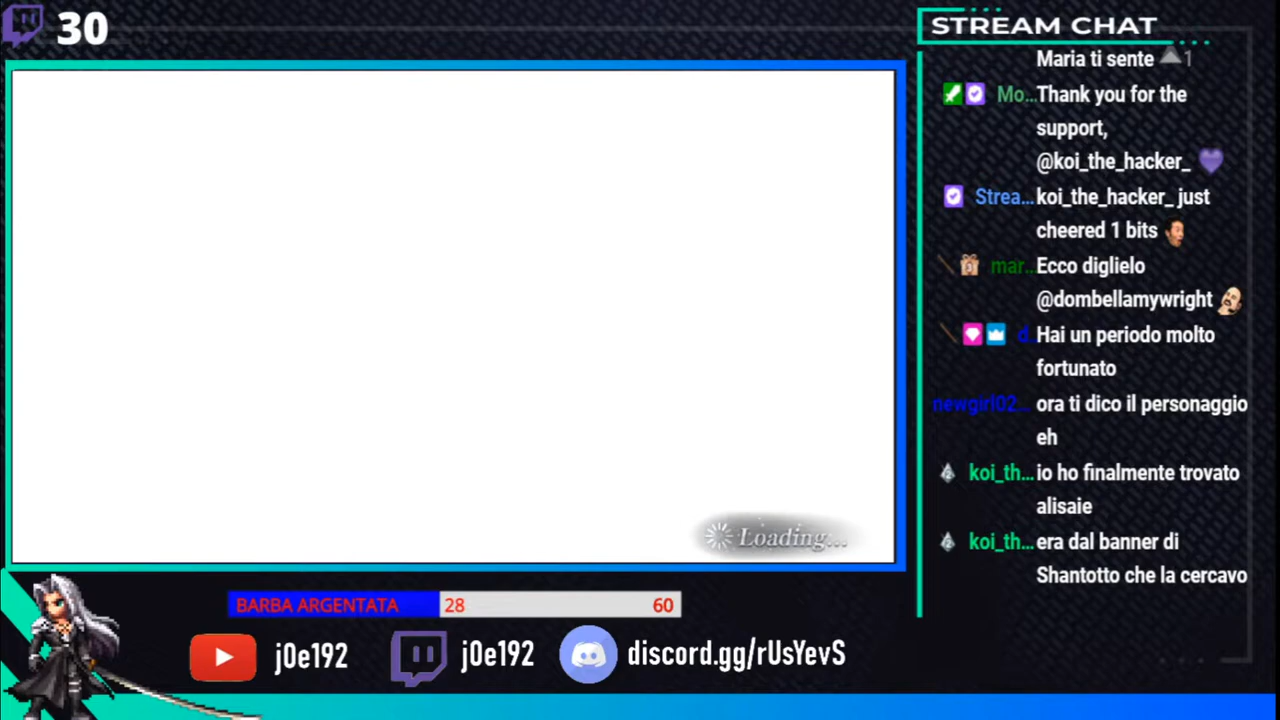 30
STREAM CHAT
Maria ti sente 1
Mo... Thank you for the
support,
@koi_the_hacker_
Strea... koi_the_hacker_ just
cheered 1 bits
mar... Ecco diglielo
@dombellamywright
d... Hai un periodo molto
fortunato
newgirl02... ora ti dico il personaggio
eh
koi_th... io ho finalmente trovato
alisaie
koi_th... era dal banner di
Shantotto che la cercavo
Loading...
BARBA ARGENTATA 28 60
j0e192 j0e192 discord.gg/rUsYevS